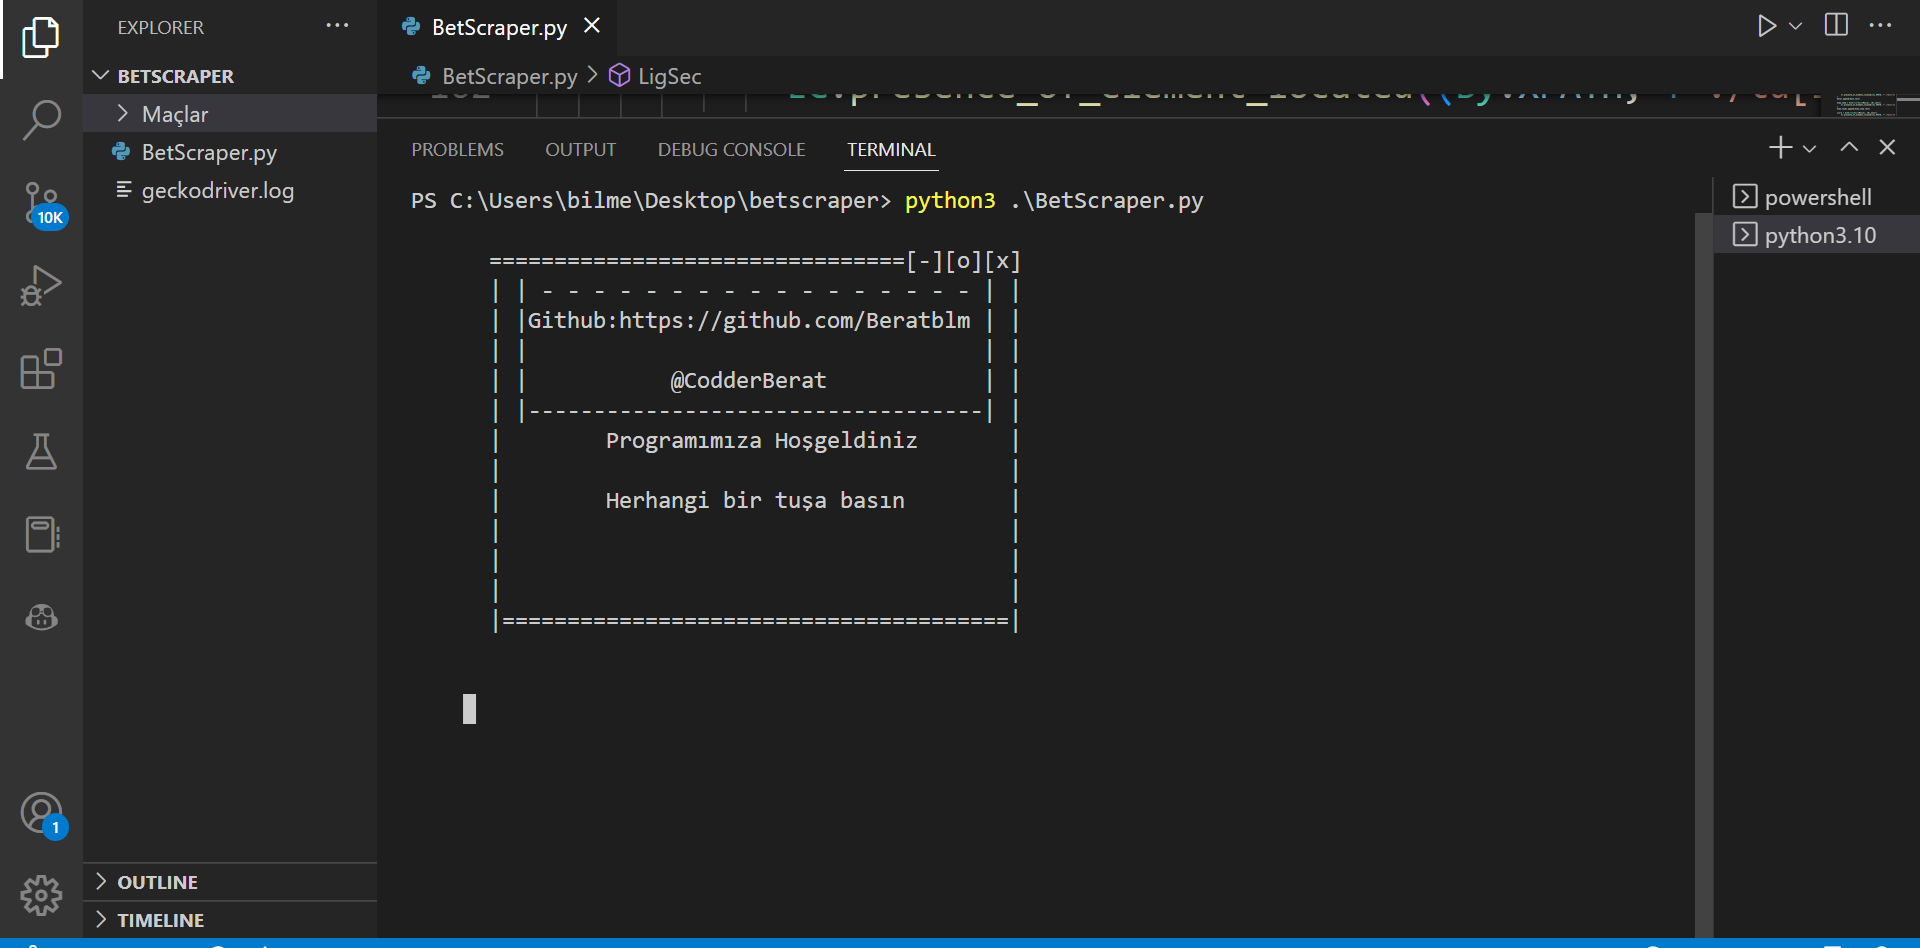 EXPLORER
BETSCRAPER
Maçlar
BetScraper.py
geckodriver.log
10K
1
OUTLINE
TIMELINE
BetScraper.py
BetScraper.py > LigSec
PROBLEMS OUTPUT DEBUG CONSOLE TERMINAL
PS C:\Users\bilme\Desktop\betscraper> python3 .\BetScraper.py
================================[-][o][x]
| | - - - - - - - - - - - - - - - - - | |
| |Github:https://github.com/Beratblm | |
| | | |
| | @CodderBerat | |
| |-----------------------------------| |
| Programımıza Hoşgeldiniz |
| |
| Herhangi bir tuşa basın |
| |
| |
| |
|=======================================|
powershell
python3.10